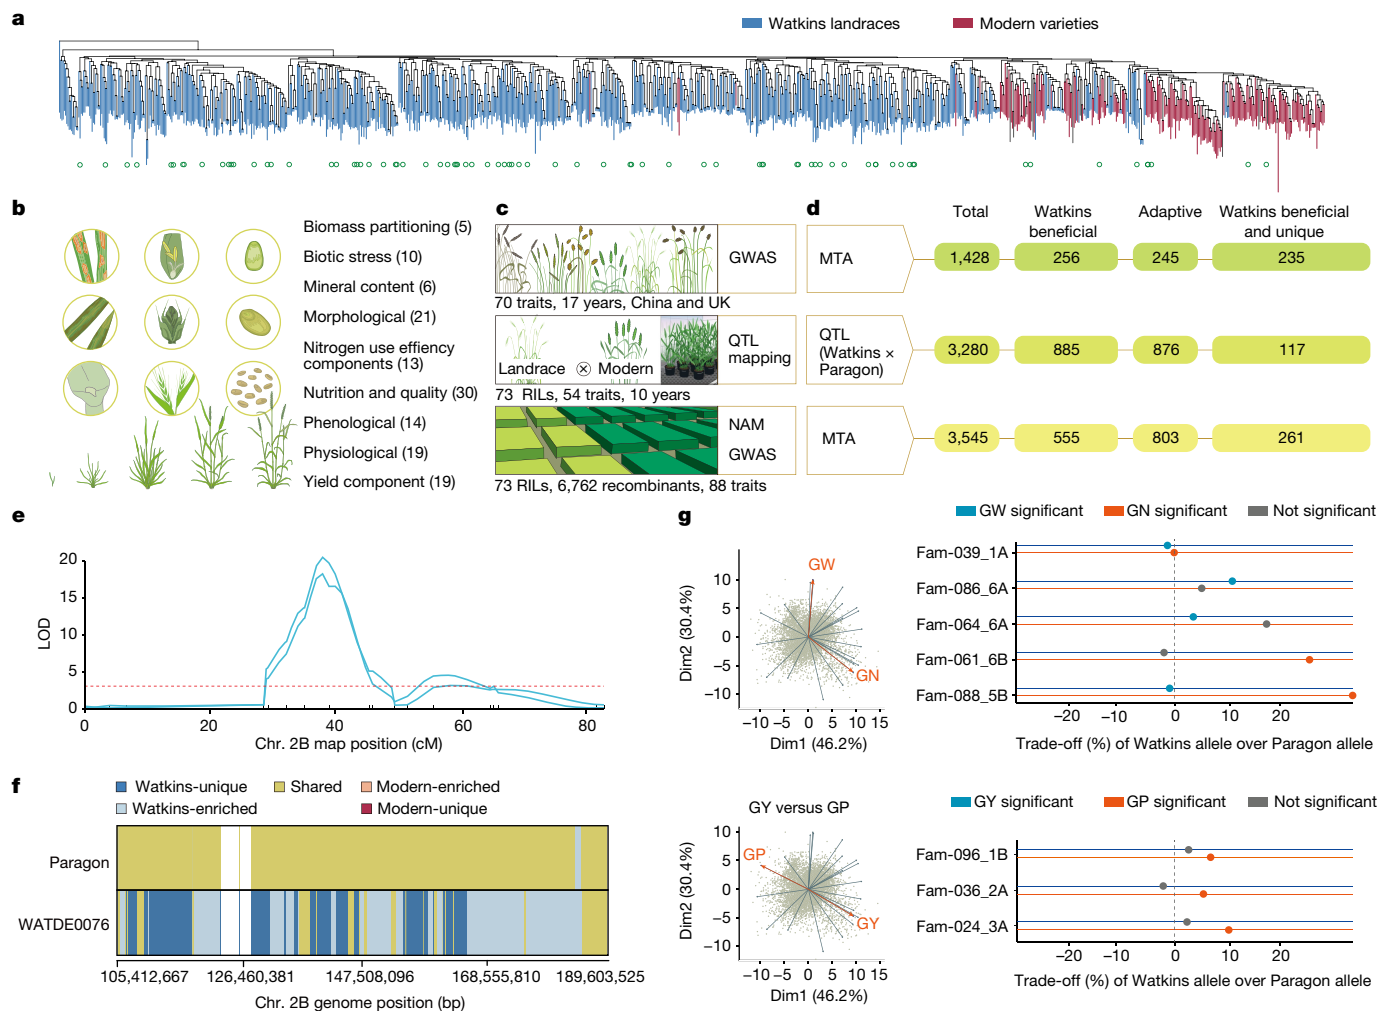 a
Watkins landraces
Modern varieties
b
Biomass partitioning (5)
Biotic stress (10)
Mineral content (6)
Morphological (21)
Nitrogen use effiency
components (13)
Nutrition and quality (30)
Phenological (14)
Physiological (19)
Yield component (19)
c
GWAS
70 traits, 17 years, China and UK
Landrace × Modern
QTL
mapping
73 RILs, 54 traits, 10 years
NAM
GWAS
73 RILs, 6,762 recombinants, 88 traits
d
Total
Watkins
beneficial
Adaptive
Watkins beneficial
and unique
MTA
1,428
256
245
235
QTL
(Watkins ×
Paragon)
3,280
885
876
117
MTA
3,545
555
803
261
e
20
15
10
5
0
LOD
0
20
40
60
80
Chr. 2B map position (cM)
f
Watkins-unique
Shared
Modern-enriched
Watkins-enriched
Modern-unique
Paragon
WATDE0076
105,412,667
126,460,381
147,508,096
168,555,810
189,603,525
Chr. 2B genome position (bp)
g
GW significant
GN significant
Not significant
GW
GN
10
5
0
−5
−10
Dim2 (30.4%)
−10 −5 0 5 10 15
Dim1 (46.2%)
Fam-039_1A
Fam-086_6A
Fam-064_6A
Fam-061_6B
Fam-088_5B
−20 −10 0 10 20
Trade-off (%) of Watkins allele over Paragon allele
GY versus GP
GY significant
GP significant
Not significant
GP
GY
10
5
0
−5
−10
Dim2 (30.4%)
−10 −5 0 5 10 15
Dim1 (46.2%)
Fam-096_1B
Fam-036_2A
Fam-024_3A
−20 −10 0 10 20
Trade-off (%) of Watkins allele over Paragon allele